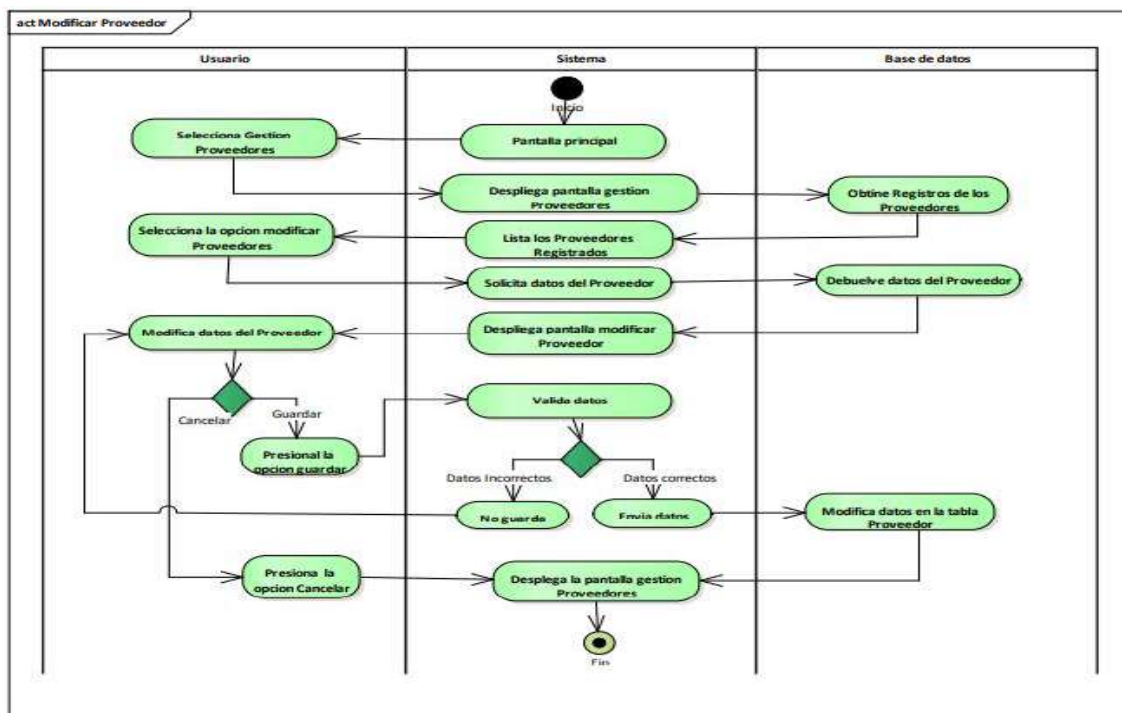 act Modificar Proveedor
Usuario
Sistema
Base de datos
Inicio
Selecciona Gestion
Proveedores
Pantalla principal
Despliega pantalla gestion
Proveedores
Obtine Registros de los
Proveedores
Selecciona la opcion modificar
Proveedores
Lista los Proveedores
Registrados
Solicita datos del Proveedor
Debuelve datos del Proveedor
Modifica datos del Proveedor
Despliega pantalla modificar
Proveedor
Cancelar
Guardar
Valida datos
Presional la
opcion guardar
Datos Incorrectos
Datos correctos
No guarda
Envia datos
Modifica datos en la tabla
Proveedor
Presiona la
opcion Cancelar
Desplega la pantalla gestion
Proveedores
Fin